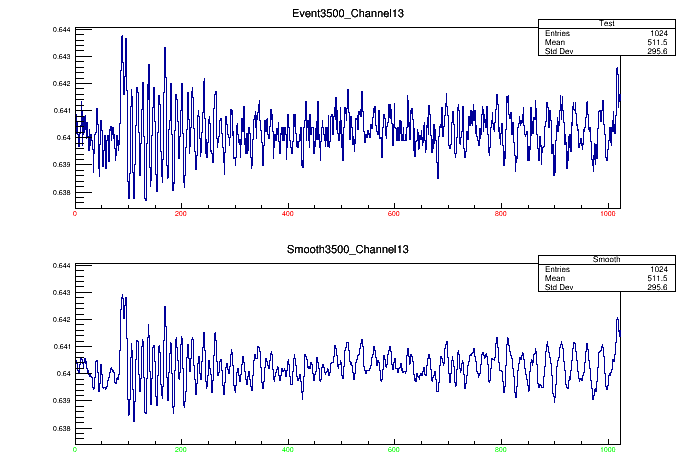 Event3500_Channel13
Test
Entries 1024
Mean 511.5
Std Dev 295.6
0.644
0.643
0.642
0.641
0.64
0.639
0.638
0 200 400 600 800 1000
Smooth3500_Channel13
Smooth
Entries 1024
Mean 511.5
Std Dev 295.6
0.644
0.643
0.642
0.641
0.64
0.639
0.638
0 200 400 600 800 1000